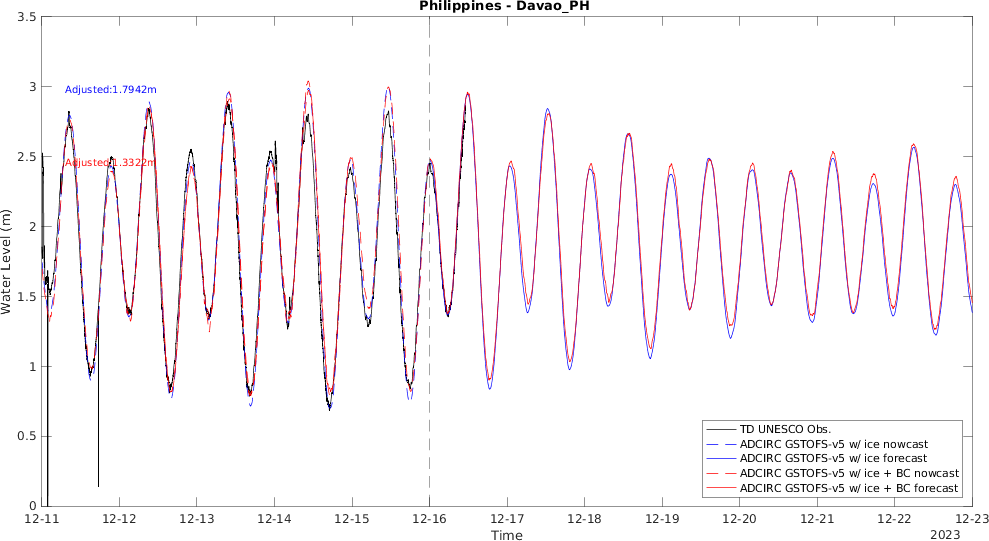 Philippines - Davao_PH
3.5
3
2.5
2
1.5
1
0.5
0
Water Level (m)
Adjusted:1.7942m
Adjusted:1.3322m
TD UNESCO Obs.
ADCIRC GSTOFS-v5 w/ ice nowcast
ADCIRC GSTOFS-v5 w/ ice forecast
ADCIRC GSTOFS-v5 w/ ice + BC nowcast
ADCIRC GSTOFS-v5 w/ ice + BC forecast
12-11 12-12 12-13 12-14 12-15 12-16 12-17 12-18 12-19 12-20 12-21 12-22 12-23
Time
2023